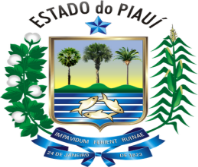 ESTADO do PIAUÍ
IMPAVIDUM FERIENT RUINAE
24 DE JANEIRO DE 1823